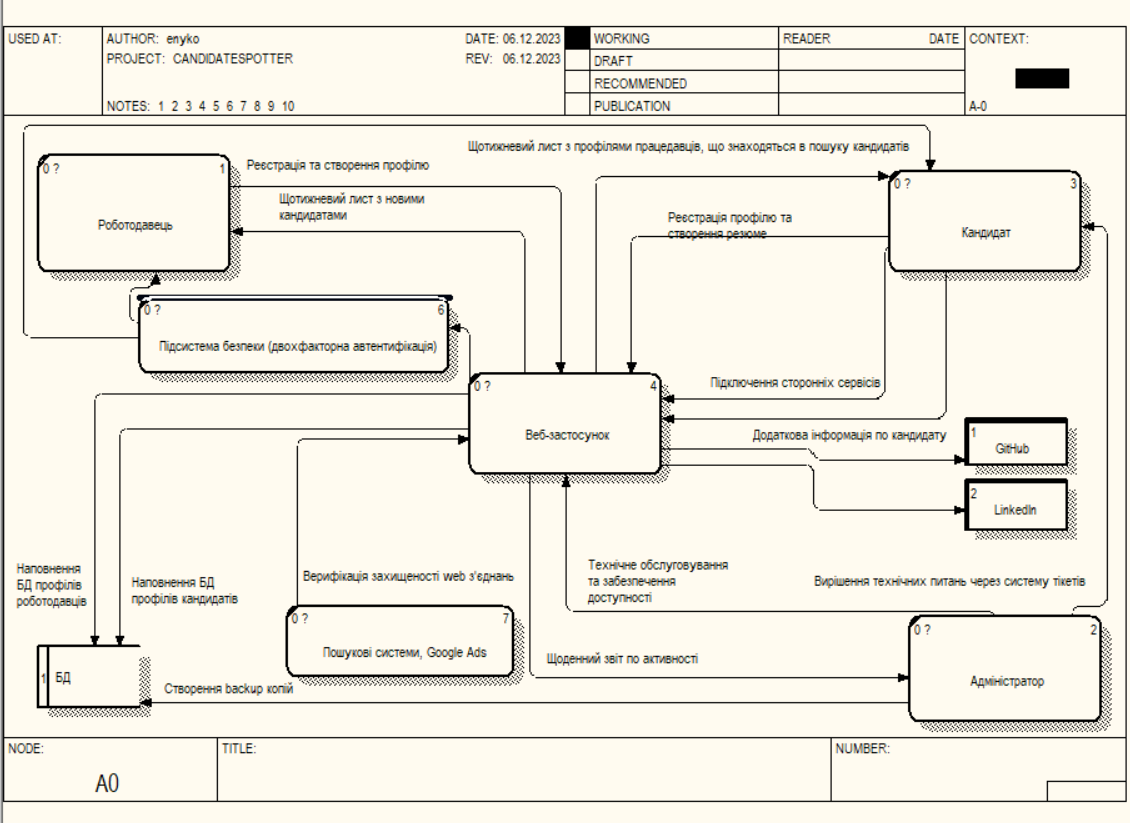 USED AT:
AUTHOR: enyko
DATE: 06.12.2023
PROJECT: CANDIDATESPOTTER
REV: 06.12.2023
NOTES: 1 2 3 4 5 6 7 8 9 10
WORKING
DRAFT
RECOMMENDED
PUBLICATION
READER
DATE
CONTEXT:
A-0
Щотижневий лист з профілями працедавців, що знаходяться в пошуку кандидатів
0 ?
1
Роботодавець
Реєстрація та створення профілю
Щотижневий лист з новими
кандидатами
Реєстрація профілю та
створення резюме
0 ?
3
Кандидат
0 ?
6
Підсистема безпеки (двохфакторна автентифікація)
0 ?
4
Веб-застосунок
Підключення сторонніх сервісів
Додаткова інформація по кандидату
1
GitHub
2
LinkedIn
Наповнення
БД профілів
роботодавців
Наповнення БД
профілів кандидатів
Верифікація захищеності web з'єднань
Технічне обслуговування
та забезпечення
доступності
Вирішення технічних питань через систему тікетів
0 ?
7
Пошукові системи, Google Ads
Щоденний звіт по активності
0 ?
2
Адміністратор
1
БД
Створення backup копій
NODE:
A0
TITLE:
NUMBER: